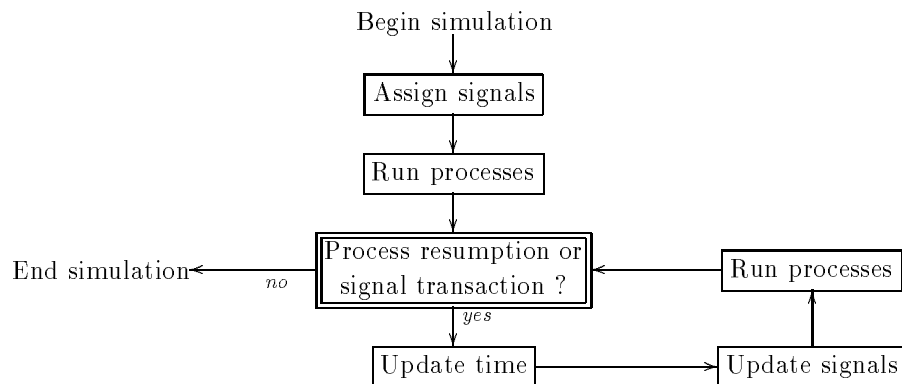 Begin simulation
Assign signals
Run processes
Process resumption or
signal transaction ?
End simulation
no
Run processes
yes
Update time
Update signals